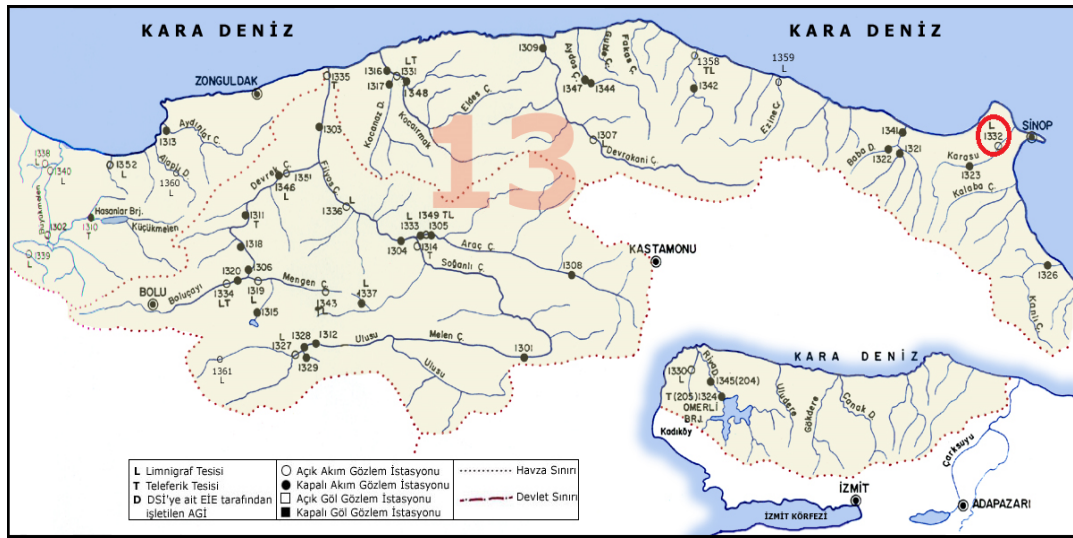 KARA DENİZ
KARA DENİZ
ZONGULDAK
1335
T
1316
LT
1331
1317
1348
Kocanaz D.
Kocaırmak
Eldes Ç.
1309
Aydos Ç.
Fakas Ç.
1347
1344
1358
TL
1342
1359
L
Ezine Ç.
13
1307
L
Devrekani Ç.
1341
Baba D.
1322
1321
L
1332
SİNOP
Karasu
1323
Kalaba Ç.
1326
Kanlı Ç.
1303
Aydınlar Ç.
1313
Alaplı D.
1360
L
1352
L
1338
L
1340
L
Büyükmelen
1302
Hasanlar Brj.
1310
T
Küçükmelen
1339
L
Devrek Ç.
1346
L
1351
Filyos Ç.
1336
L
1311
T
1318
1306
1320
1334
LT
1319
L
1315
Mengen Ç.
1343
TL
L
1337
BOLU
Boluçayı
L
1333
1349 TL
1305
1304
1314
T
Araç Ç.
Soğanlı Ç.
1308
KASTAMONU
L
1327
1328
1312
1329
1361
L
Ulusu
Melen Ç.
Ulusu
1301
KARA DENİZ
1330
L
Riva D.
1345(204)
T(205)1324
OMERLİ
BRJ.
Kadıköy
Uludere
Gökdere
Çanak D.
Çarksuyu
İZMİT
İZMİT KÖRFEZİ
ADAPAZARI
L Limnigraf Tesisi
T Teleferik Tesisi
D DSİ'ye ait EİE tarafından
işletilen AGİ
Açık Akım Gözlem İstasyonu
Kapalı Akım Gözlem İstasyonu
Açık Göl Gözlem İstasyonu
Kapalı Göl Gözlem İstasyonu
Havza Sınırı
Devlet Sınırı